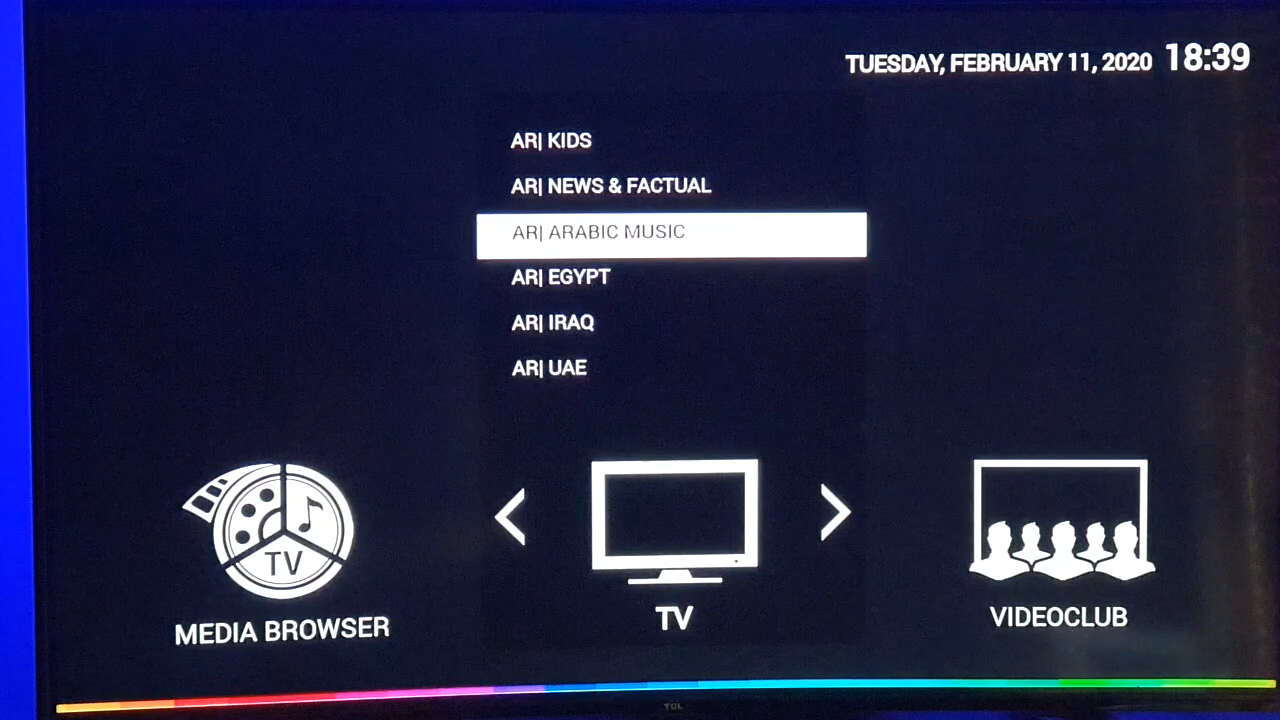 TUESDAY, FEBRUARY 11, 2020 18:39
AR| KIDS
AR| NEWS & FACTUAL
AR| ARABIC MUSIC
AR| EGYPT
AR| IRAQ
AR| UAE
TV
MEDIA BROWSER
TV
VIDEOCLUB
TCL